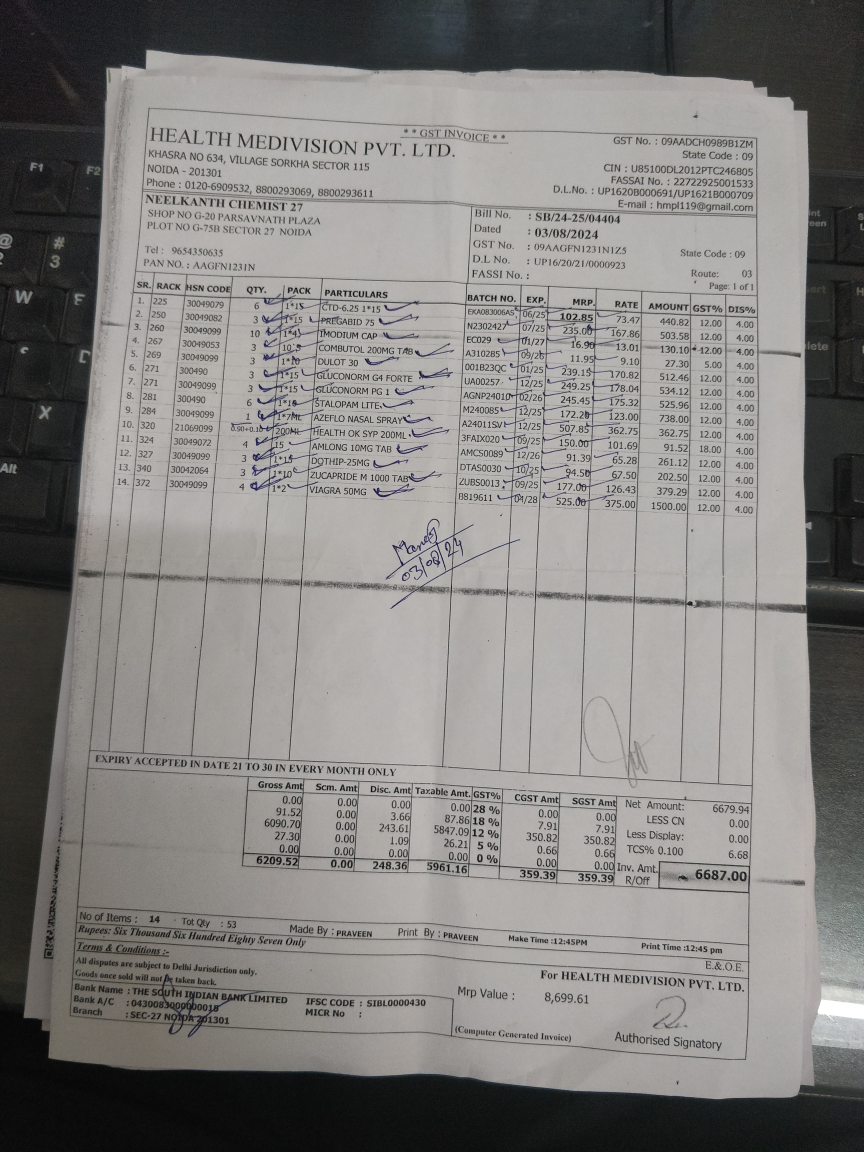 * * GST INVOICE * *
HEALTH MEDIVISION PVT. LTD.
KHASRA NO 634, VILLAGE SORKHA SECTOR 115
NOIDA - 201301
Phone : 0120-6909532, 8800293069, 8800293611
GST No. : 09AADCH0989B1ZM
State Code : 09
CIN : U85100DL2012PTC246805
FASSAI No. : 22722925001533
D.L.No. : UP1620B000691/UP1621B000709
E-mail : hmpl119@gmail.com
NEELKANTH CHEMIST 27
SHOP NO G-20 PARSAVNATH PLAZA
PLOT NO G-75B SECTOR 27 NOIDA
Tel : 9654350635
PAN NO. : AAGFN1231N
Bill No. : SB/24-25/04404
Dated : 03/08/2024
GST No. : 09AAGFN1231N1Z5 State Code : 09
D.L No. : UP16/20/21/0000923
FASSI No. : Route: 03
Page: 1 of 1
SR. RACK HSN CODE QTY. PACK PARTICULARS BATCH NO. EXP. MRP. RATE AMOUNT GST% DIS%
1. 225 30049079 6 1*15 CTD-6.25 1*15 EKA083006AS 06/25 102.85 73.47 440.82 12.00 4.00
2. 250 30049082 3 1*15 PREGABID 75 N2302427 07/25 235.00 167.86 503.58 12.00 4.00
3. 260 30049099 10 1*4 IMODIUM CAP EC029 01/27 16.90 13.01 130.10 12.00 4.00
4. 267 30049053 3 COMBUTOL 200MG TAB A310285 09/26 11.95 9.10 27.30 5.00 4.00
5. 269 30049099 3 1*10 DULOT 30 001B23QC 01/25 239.15 170.82 512.46 12.00 4.00
6. 271 300490 3 1*15 GLUCONORM G4 FORTE UA00257 12/25 249.25 178.04 534.12 12.00 4.00
7. 271 30049099 3 1*15 GLUCONORM PG 1 AGNP24010 02/26 245.45 175.32 525.96 12.00 4.00
8. 281 300490 6 1*10 STALOPAM LITE M240085 12/25 172.20 123.00 738.00 12.00 4.00
9. 284 30049099 1 1*7ML AZEFLO NASAL SPRAY A24011SV 12/25 507.85 362.75 362.75 12.00 4.00
10. 320 21069099 0.90+0.10 200ML HEALTH OK SYP 200ML 3FAIX020 09/25 150.00 101.69 91.52 18.00 4.00
11. 324 30049072 4 15 AMLONG 10MG TAB AMCS0089 12/26 91.39 65.28 261.12 12.00 4.00
12. 327 30049099 3 1*15 DOTHIP-25MG DTAS0030 10/25 94.50 67.50 202.50 12.00 4.00
13. 340 30042064 3 1*10 ZUCAPRIDE M 1000 TAB ZUBS0013 09/25 177.00 126.43 379.29 12.00 4.00
14. 372 30049099 4 1*2 VIAGRA 50MG B819611 04/28 525.00 375.00 1500.00 12.00 4.00
03/08/24
EXPIRY ACCEPTED IN DATE 21 TO 30 IN EVERY MONTH ONLY
Gross Amt Scm. Amt Disc. Amt Taxable Amt. GST% CGST Amt SGST Amt
0.00 0.00 0.00 0.00 28 % 0.00 0.00
91.52 0.00 3.66 87.86 18 % 7.91 7.91
6090.70 0.00 243.61 5847.09 12 % 350.82 350.82
27.30 0.00 1.09 26.21 5 % 0.66 0.66
0.00 0.00 0.00 0.00 0 % 0.00 0.00
6209.52 0.00 248.36 5961.16 359.39 359.39
Net Amount: 6679.94
LESS CN 0.00
Less Display: 0.00
TCS% 0.100 6.68
Inv. Amt. R/Off 6687.00
No of Items : 14 Tot Qty : 53 Made By : PRAVEEN Print By : PRAVEEN Make Time :12:45PM Print Time :12:45 pm
Rupees: Six Thousand Six Hundred Eighty Seven Only
E.&.O.E.
Terms & Conditions :-
All disputes are subject to Delhi Jurisdiction only.
Goods once sold will not be taken back.
Bank Name : THE SOUTH INDIAN BANK LIMITED IFSC CODE : SIBL0000430
Bank A/C : 0430083000000018 MICR No :
Branch : SEC-27 NOIDA 201301
Mrp Value : 8,699.61
(Computer Generated Invoice)
For HEALTH MEDIVISION PVT. LTD.
Authorised Signatory